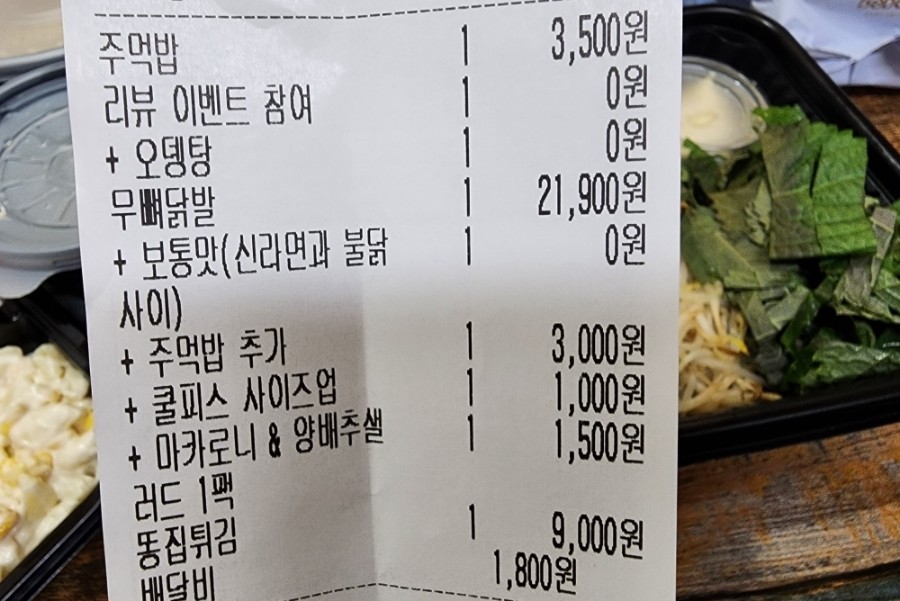 주먹밥 1 3,500원
리뷰 이벤트 참여 1 0원
+ 오뎅탕 1 0원
무뼈닭발 1 21,900원
+ 보통맛(신라면과 불닭 1 0원
사이)
+ 주먹밥 추가 1 3,000원
+ 쿨피스 사이즈업 1 1,000원
+ 마카로니 & 양배추샐 1 1,500원
러드 1팩
똥집튀김 1 9,000원
배달비 1,800원